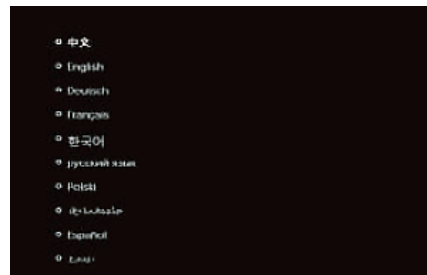 中文
English
Deutsch
Français
한국어
русский язык
Polski
Español